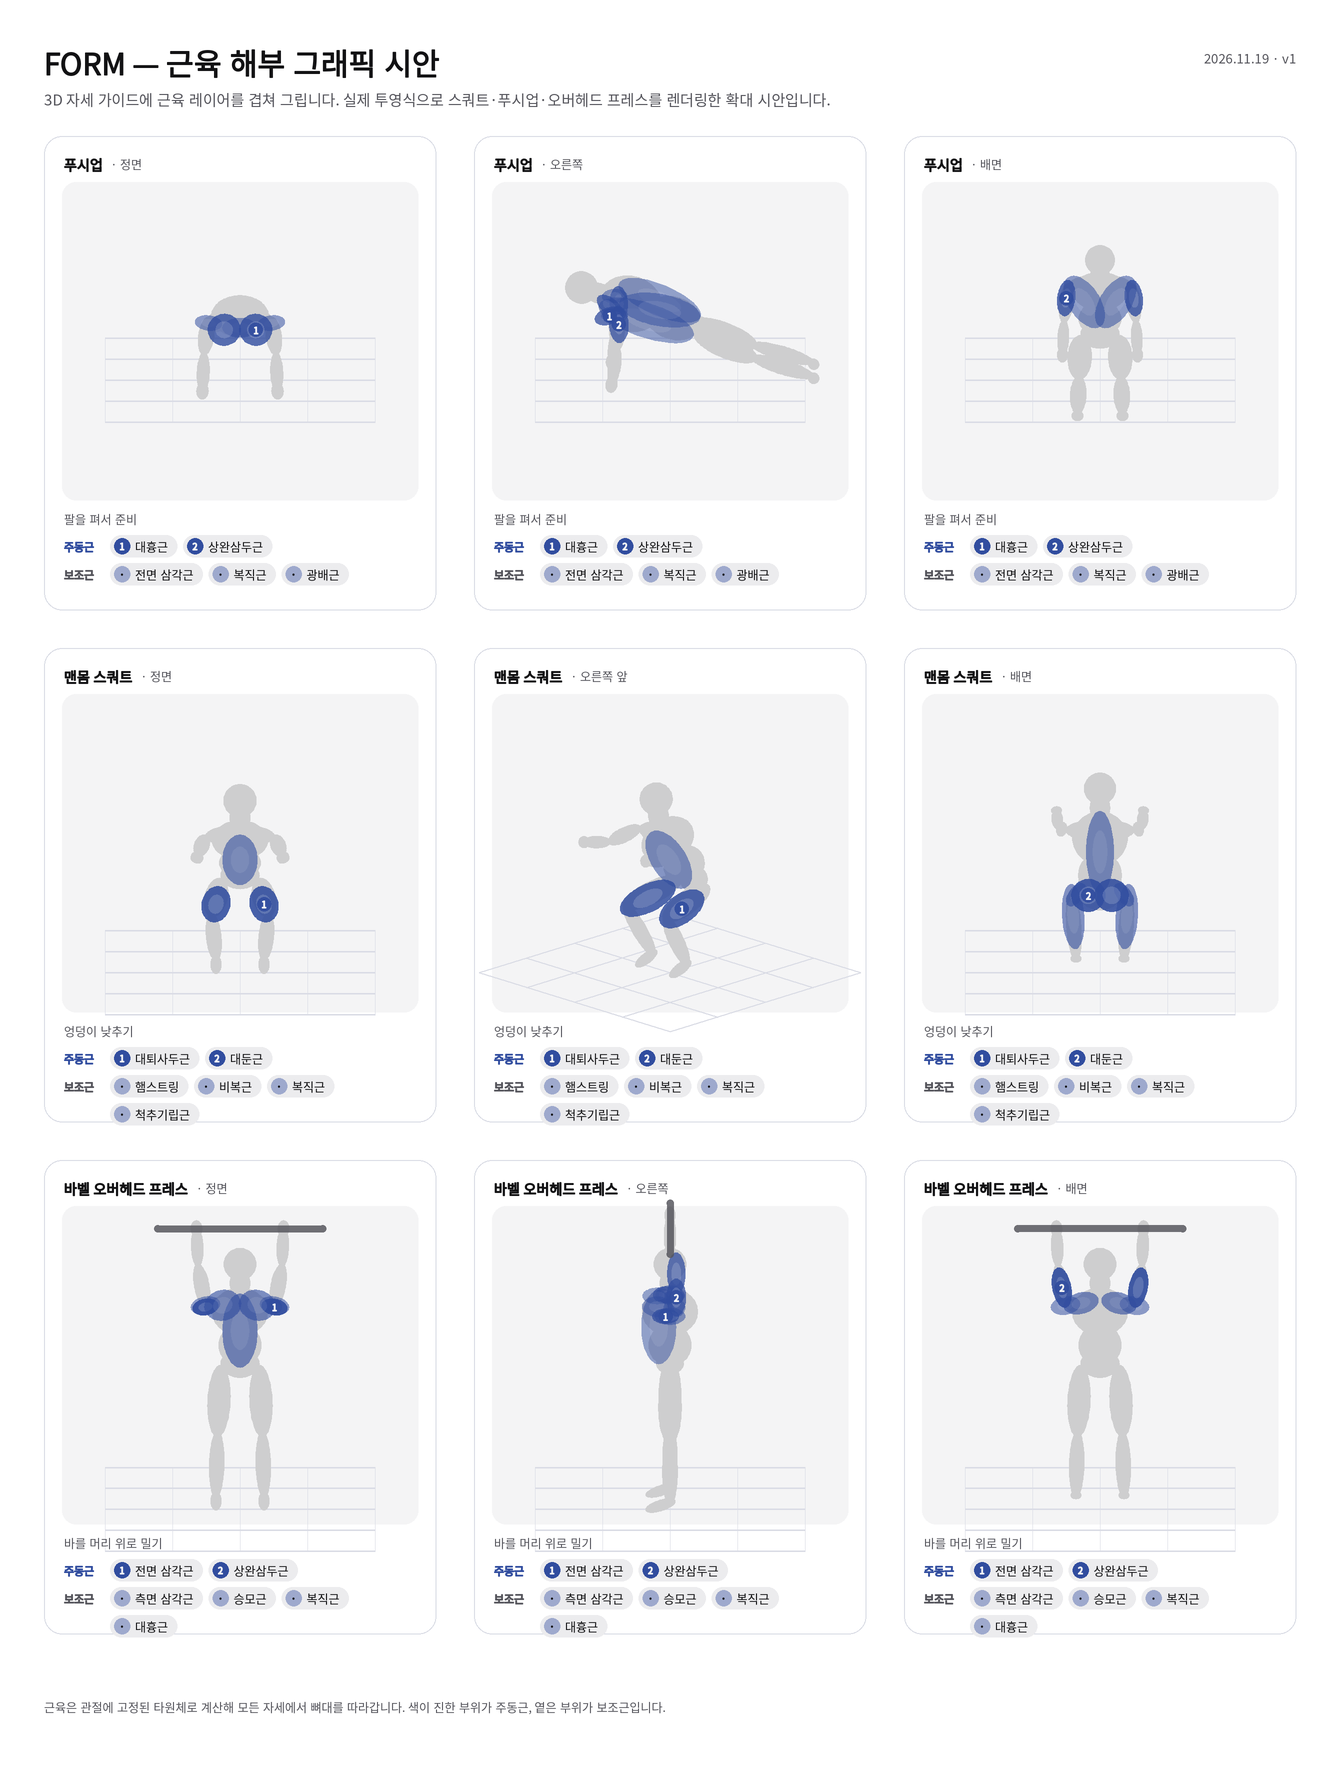 FORM — 근육 해부 그래픽 시안
2026.11.19 · v1
3D 자세 가이드에 근육 레이어를 겹쳐 그립니다. 실제 투영식으로 스쿼트·푸시업·오버헤드 프레스를 렌더링한 확대 시안입니다.
푸시업 · 정면
1
팔을 펴서 준비
주동근 1 대흉근 2 상완삼두근
보조근 · 전면 삼각근 · 복직근 · 광배근
푸시업 · 오른쪽
1
2
팔을 펴서 준비
주동근 1 대흉근 2 상완삼두근
보조근 · 전면 삼각근 · 복직근 · 광배근
푸시업 · 배면
2
팔을 펴서 준비
주동근 1 대흉근 2 상완삼두근
보조근 · 전면 삼각근 · 복직근 · 광배근
맨몸 스쿼트 · 정면
1
엉덩이 낮추기
주동근 1 대퇴사두근 2 대둔근
보조근 · 햄스트링 · 비복근 · 복직근
· 척추기립근
맨몸 스쿼트 · 오른쪽 앞
1
엉덩이 낮추기
주동근 1 대퇴사두근 2 대둔근
보조근 · 햄스트링 · 비복근 · 복직근
· 척추기립근
맨몸 스쿼트 · 배면
2
엉덩이 낮추기
주동근 1 대퇴사두근 2 대둔근
보조근 · 햄스트링 · 비복근 · 복직근
· 척추기립근
바벨 오버헤드 프레스 · 정면
1
바를 머리 위로 밀기
주동근 1 전면 삼각근 2 상완삼두근
보조근 · 측면 삼각근 · 승모근 · 복직근
· 대흉근
바벨 오버헤드 프레스 · 오른쪽
2
1
바를 머리 위로 밀기
주동근 1 전면 삼각근 2 상완삼두근
보조근 · 측면 삼각근 · 승모근 · 복직근
· 대흉근
바벨 오버헤드 프레스 · 배면
2
바를 머리 위로 밀기
주동근 1 전면 삼각근 2 상완삼두근
보조근 · 측면 삼각근 · 승모근 · 복직근
· 대흉근
근육은 관절에 고정된 타원체로 계산해 모든 자세에서 뼈대를 따라갑니다. 색이 진한 부위가 주동근, 옅은 부위가 보조근입니다.